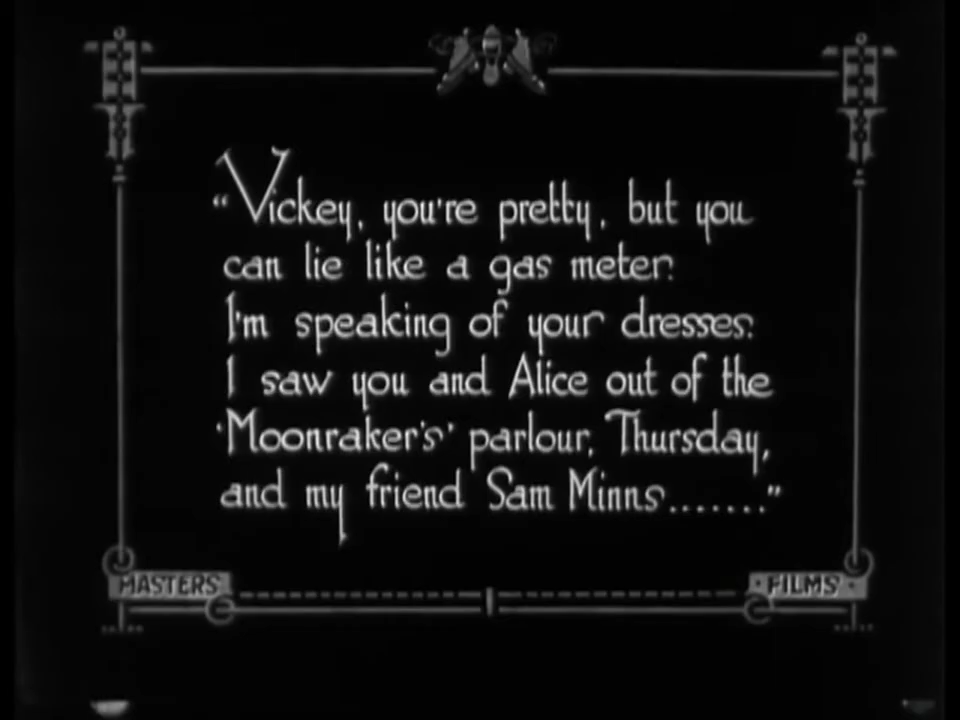 “Vickey, you're pretty, but you
can lie like a gas meter.
I'm speaking of your dresses.
I saw you and Alice out of the
'Moonraker's' parlour, Thursday,
and my friend Sam Minns.......”
MASTERS FILMS